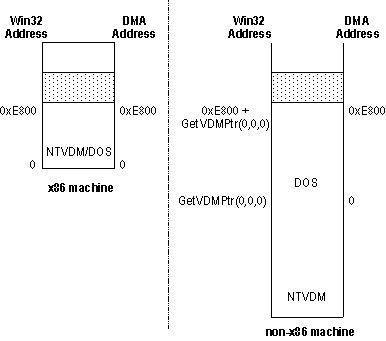 Win32 Address
DMA Address
0xE800
0xE800
NTVDM/DOS
0
0
x86 machine
Win32 Address
DMA Address
0xE800 + GetVDMPtr(0,0,0)
0xE800
DOS
GetVDMPtr(0,0,0)
0
NTVDM
non-x86 machine